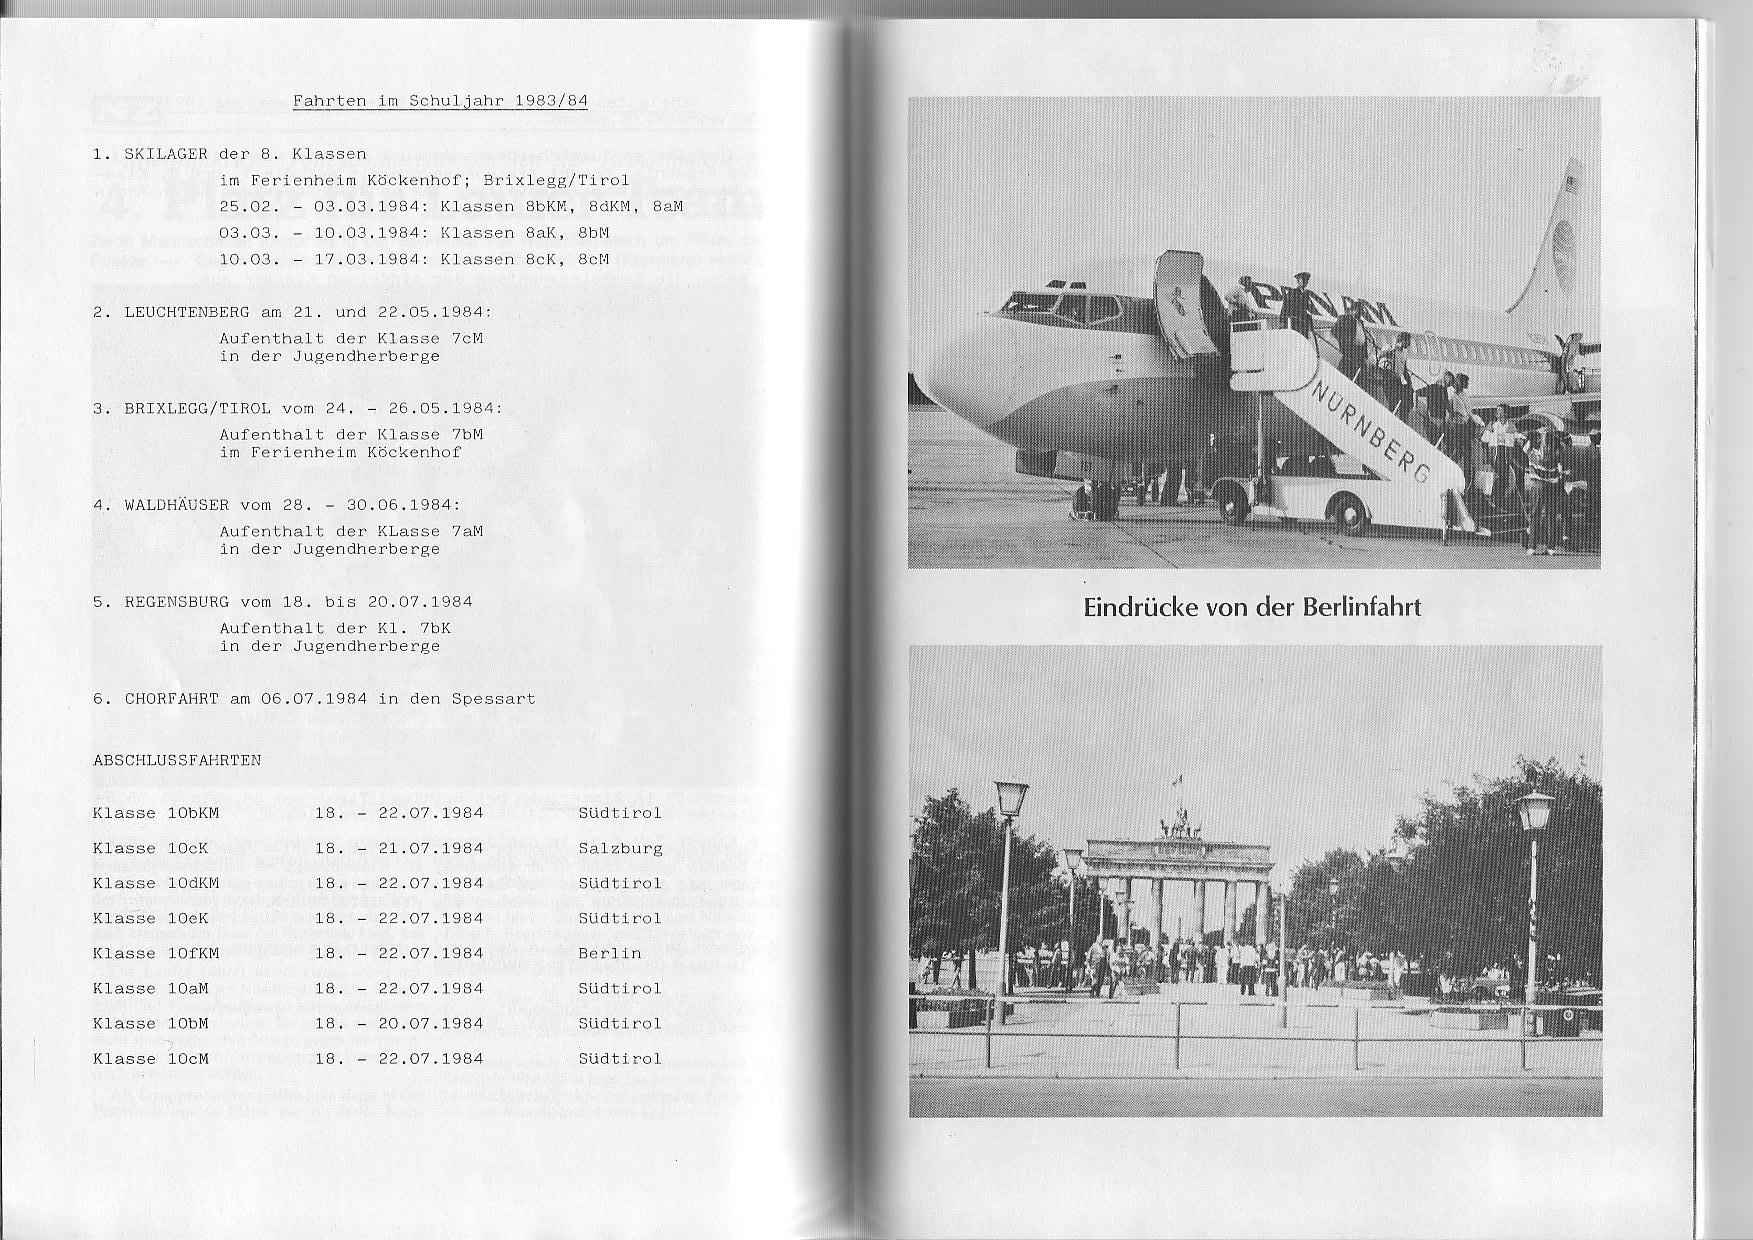 Fahrten im Schuljahr 1983/84
1. SKILAGER der 8. Klassen
im Ferienheim Köckenhof; Brixlegg/Tirol
25.02. - 03.03.1984: Klassen 8bKM, 8dKM, 8aM
03.03. - 10.03.1984: Klassen 8aK, 8bM
10.03. - 17.03.1984: Klassen 8cK, 8cM
2. LEUCHTENBERG am 21. und 22.05.1984:
Aufenthalt der Klasse 7cM
in der Jugendherberge
3. BRIXLEGG/TIROL vom 24. - 26.05.1984:
Aufenthalt der Klasse 7bM
im Ferienheim Köckenhof
4. WALDHÄUSER vom 28. - 30.06.1984:
Aufenthalt der KLasse 7aM
in der Jugendherberge
5. REGENSBURG vom 18. bis 20.07.1984
Aufenthalt der Kl. 7bK
in der Jugendherberge
6. CHORFAHRT am 06.07.1984 in den Spessart
ABSCHLUSSFAHRTEN
Klasse 10bKM 18. - 22.07.1984 Südtirol
Klasse 10cK 18. - 21.07.1984 Salzburg
Klasse 10dKM 18. - 22.07.1984 Südtirol
Klasse 10eK 18. - 22.07.1984 Südtirol
Klasse 10fKM 18. - 22.07.1984 Berlin
Klasse 10aM 18. - 22.07.1984 Südtirol
Klasse 10bM 18. - 20.07.1984 Südtirol
Klasse 10cM 18. - 22.07.1984 Südtirol
PAN AM
NÜRNBERG
Eindrücke von der Berlinfahrt